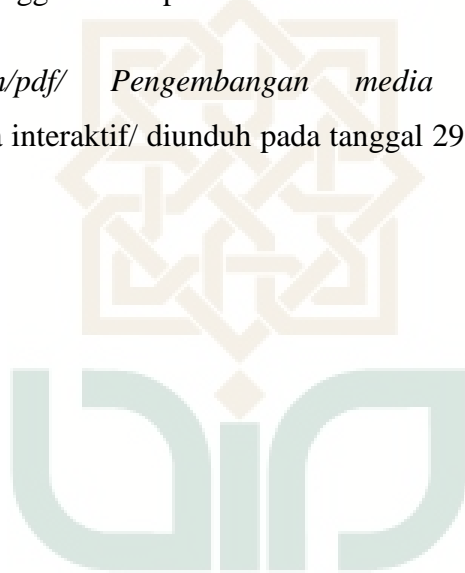 n/pdf/ Pengembangan media
interaktif/ diunduh pada tanggal 29